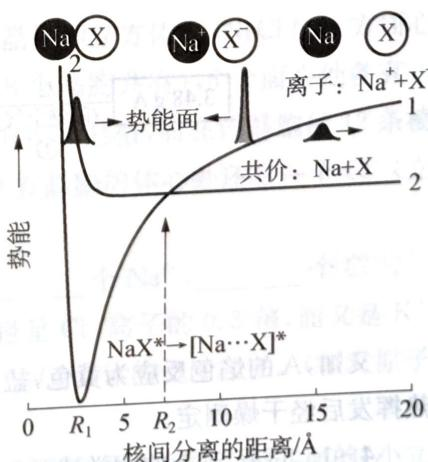 Na X Na⁺ X⁻ Na X
2
离子：Na⁺+X⁻
势能面
1
共价：Na+X
2
势能
NaX*→[Na···X]*
0 R₁ 5 R₂ 10 15 20
核间分离的距离/Å